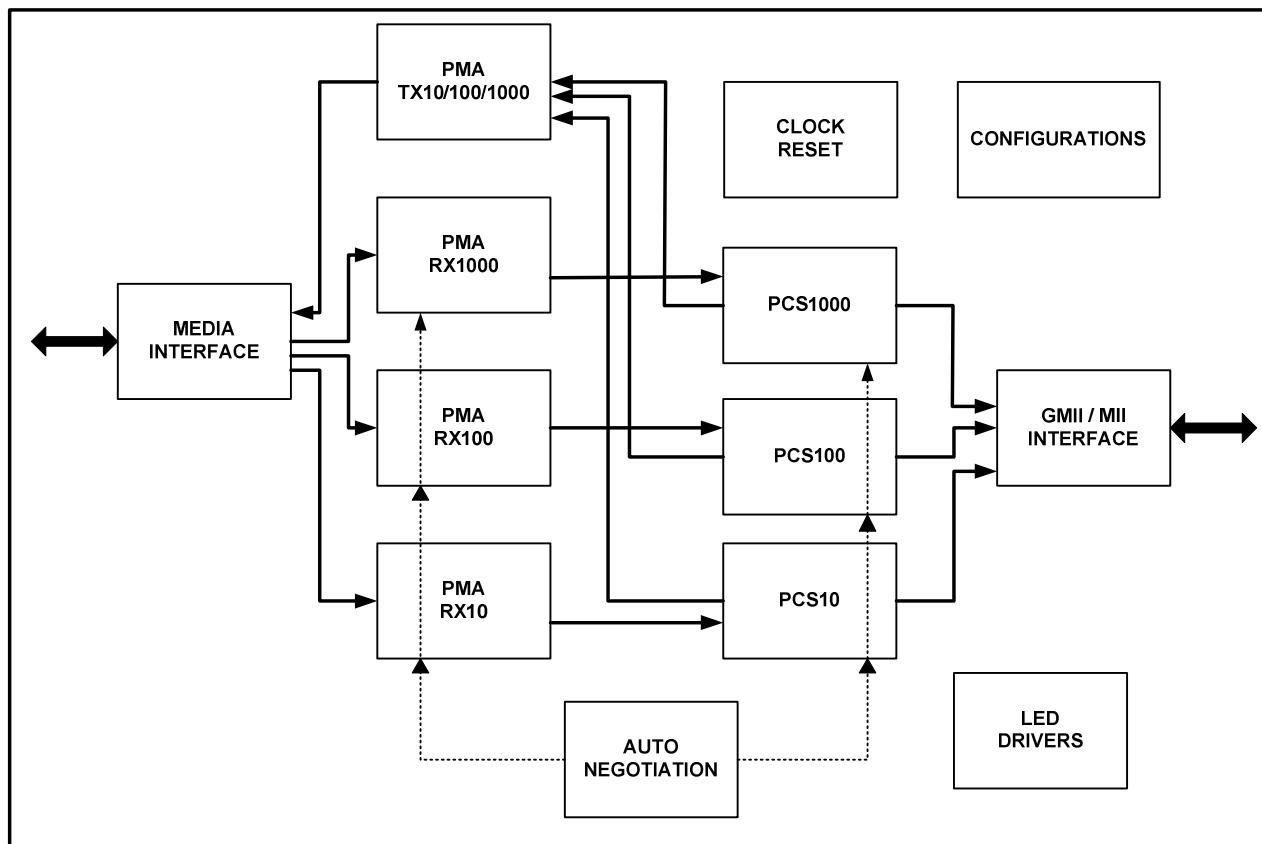 PMA
TX10/100/1000
CLOCK
RESET
CONFIGURATIONS
PMA
RX1000
PCS1000
MEDIA
INTERFACE
PMA
RX100
PCS100
GMII / MII
INTERFACE
PMA
RX10
PCS10
AUTO
NEGOTIATION
LED
DRIVERS